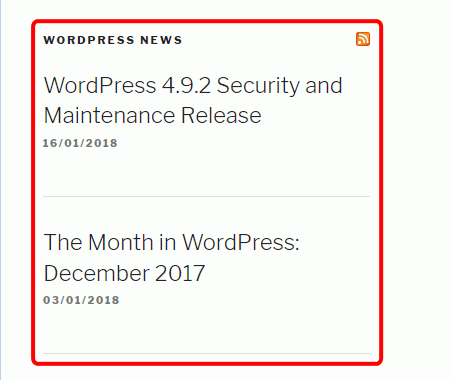 WORDPRESS NEWS
WordPress 4.9.2 Security and
Maintenance Release
16/01/2018
The Month in WordPress:
December 2017
03/01/2018